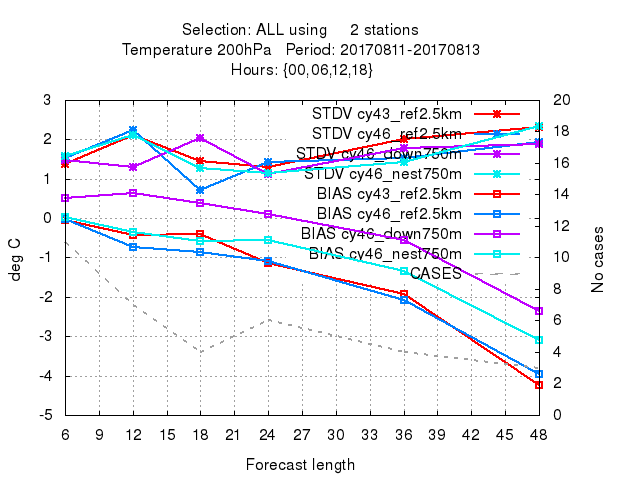 Selection: ALL using 2 stations
Temperature 200hPa Period: 20170811-20170813
Hours: {00,06,12,18}
STDV cy43_ref2.5km
STDV cy46_ref2.5km
STDV cy46_down750m
STDV cy46_nest750m
BIAS cy43_ref2.5km
BIAS cy46_ref2.5km
BIAS cy46_down750m
BIAS cy46_nest750m
CASES
3
2
1
0
-1
-2
-3
-4
-5
deg C
20
18
16
14
12
10
8
6
4
2
0
No cases
6 9 12 15 18 21 24 27 30 33 36 39 42 45 48
Forecast length